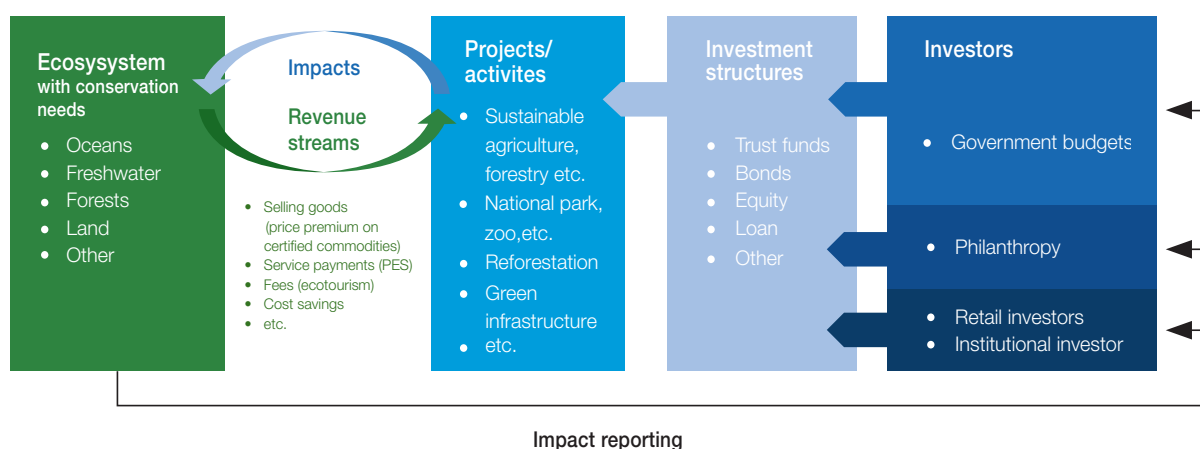 Ecosysystem
with conservation
needs
• Oceans
• Freshwater
• Forests
• Land
• Other
Impacts
Revenue
streams
• Selling goods
(price premium on
certified commodities)
• Service payments (PES)
• Fees (ecotourism)
• Cost savings
• etc.
Projects/
activites
• Sustainable
agriculture,
forestry etc.
• National park,
zoo,etc.
• Reforestation
• Green
infrastructure
• etc.
Investment
structures
• Trust funds
• Bonds
• Equity
• Loan
• Other
Investors
• Government budgets
• Philanthropy
• Retail investors
• Institutional investor
Impact reporting